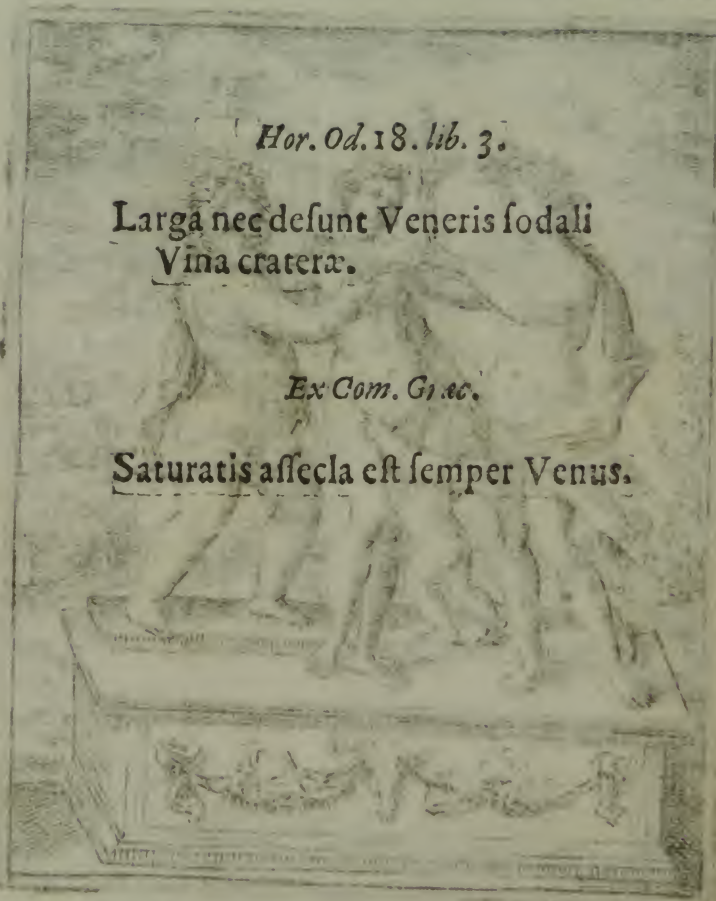 Hor. Od. 18. lib. 3.
Larga nec deſunt Veneris ſodali
Vina crateræ.
Ex Com. Græc.
Saturatis aſſecla eſt ſemper Venus.